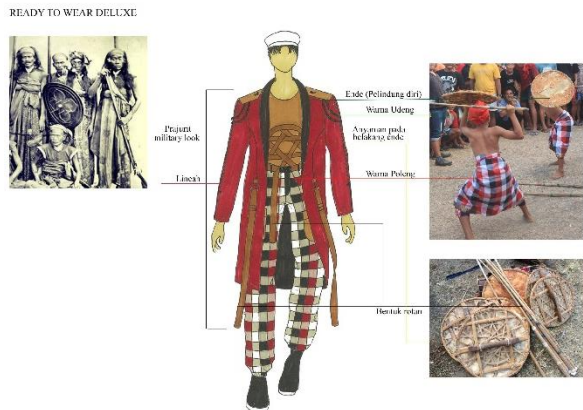 READY TO WEAR DELUXE
Ende (Pelindung diri)
Warna Udeng
Prajurit
military look
Anyaman pada
belakang ende
Lincah
Warna Poleng
Bentuk rotan